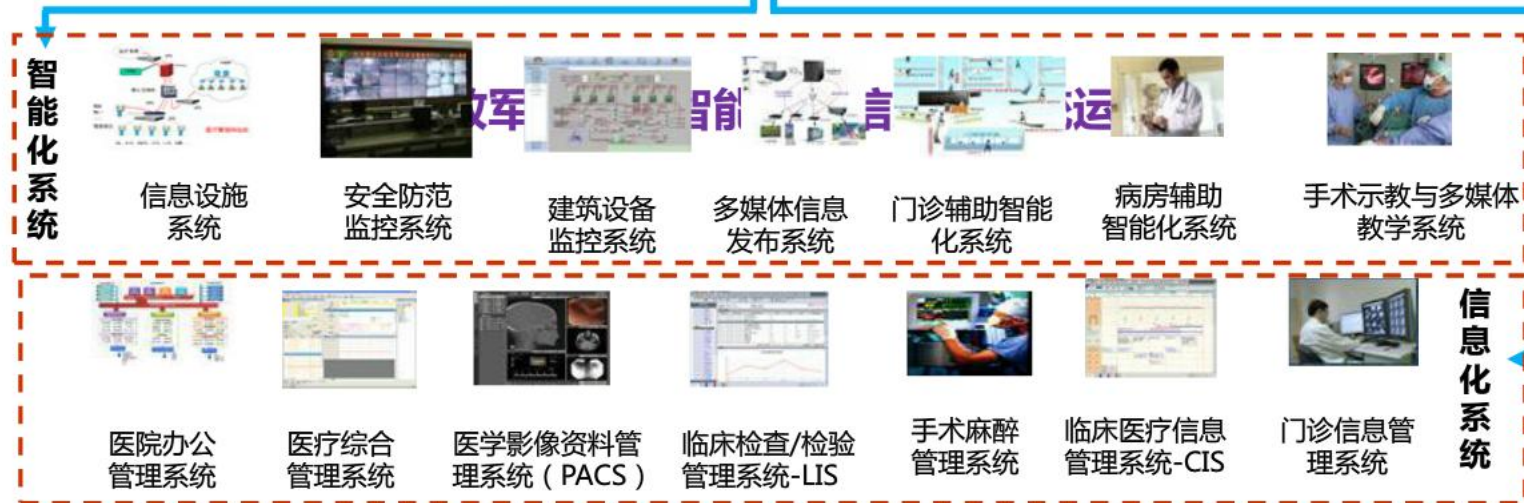 智能化系统
放军
智能
信
运
信息设施
系统
安全防范
监控系统
建筑设备
监控系统
多媒体信息
发布系统
门诊辅助智能
化系统
病房辅助
智能化系统
手术示教与多媒体
教学系统
信息化系统
医院办公
管理系统
医疗综合
管理系统
医学影像资料管
理系统（PACS）
临床检查/检验
管理系统-LIS
手术麻醉
管理系统
临床医疗信息
管理系统-CIS
门诊信息管
理系统